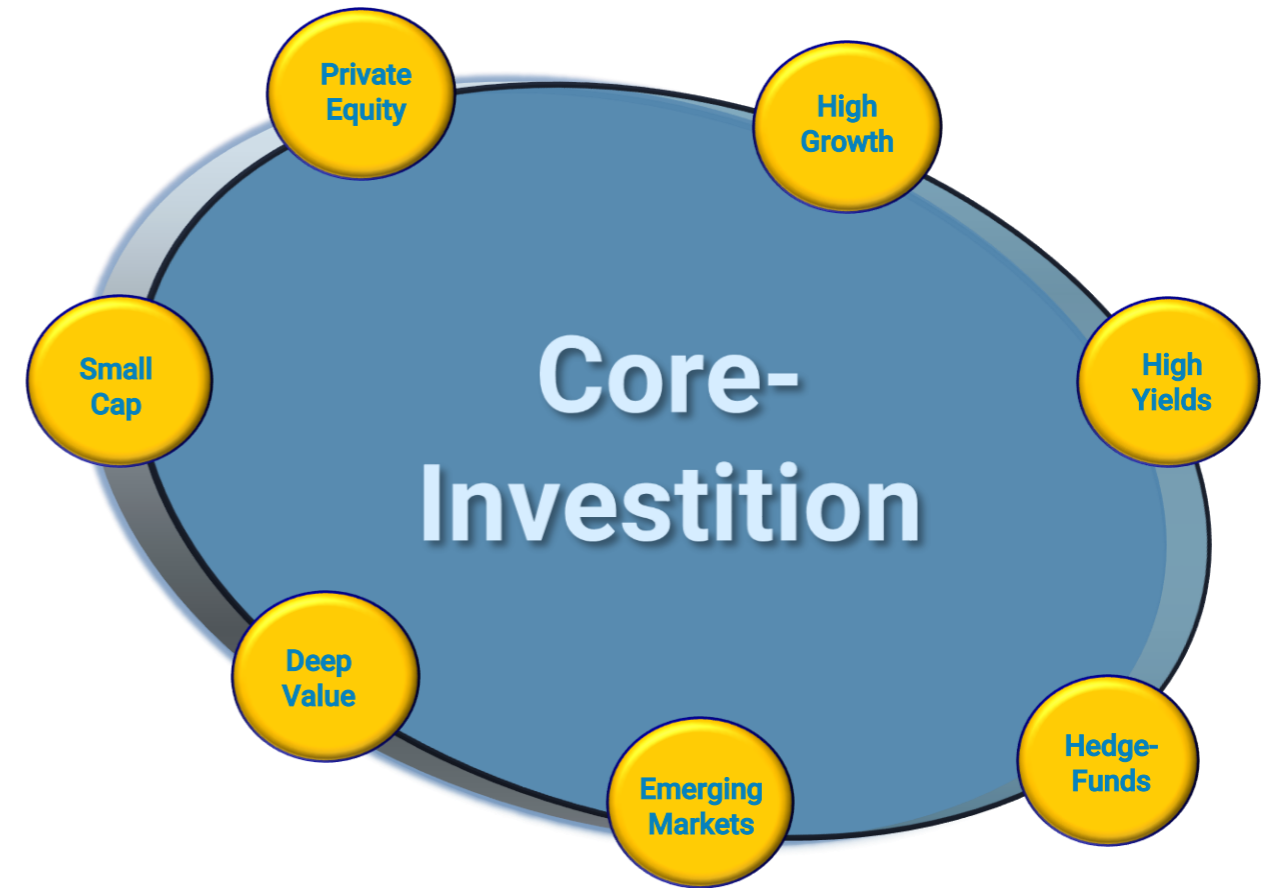 Private
Equity
High
Growth
Small
Cap
Core-
Investition
High
Yields
Deep
Value
Emerging
Markets
Hedge-
Funds